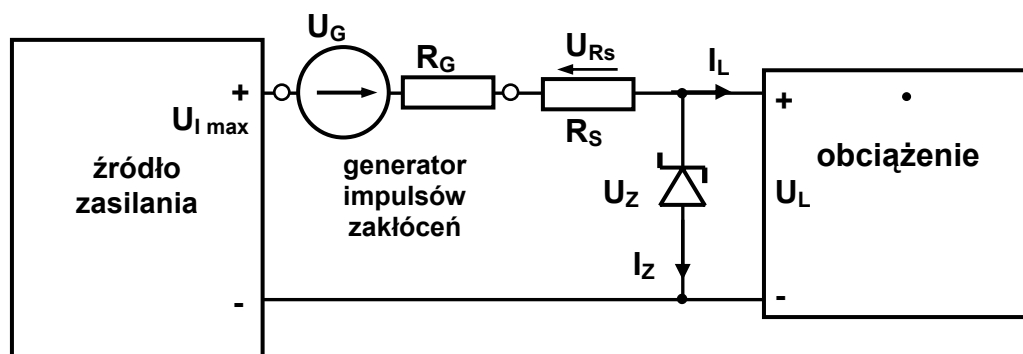 U_G
R_G
U_Rs
I_L
+
+
U_I max
R_S
źródło
zasilania
generator
impulsów
zakłóceń
obciążenie
U_Z
U_L
I_Z
-
-